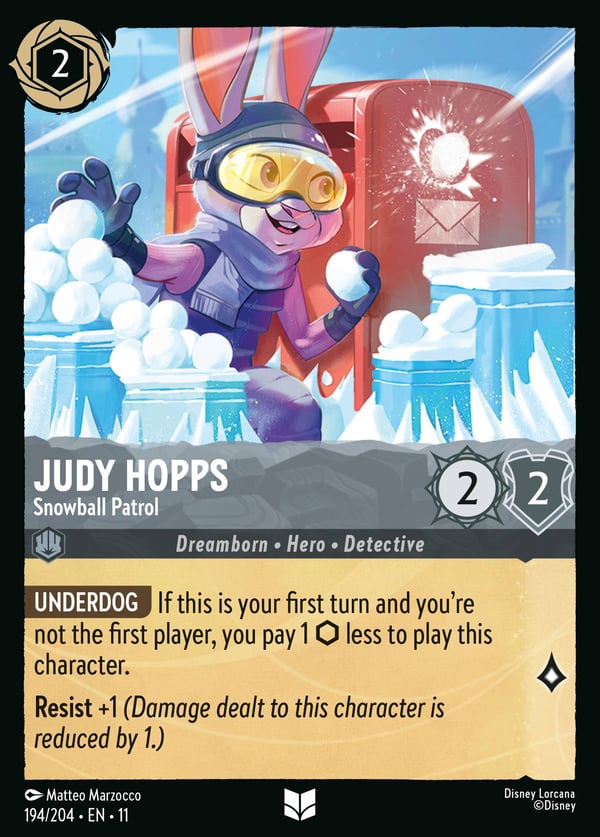 2
JUDY HOPPS
Snowball Patrol
2 2
Dreamborn • Hero • Detective
UNDERDOG If this is your first turn and you're
not the first player, you pay 1 ⬡ less to play this
character.
Resist +1 (Damage dealt to this character is
reduced by 1.)
Matteo Marzocco
194/204 • EN • 11
Disney Lorcana
©Disney